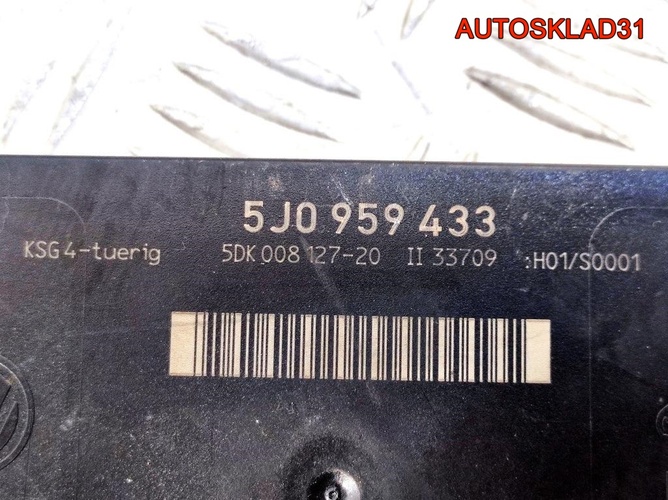 AUTOSKLAD31
5J0 959 433
KSG 4-tuerig 5DK 008 127-20 II 33709 :H01/S0001